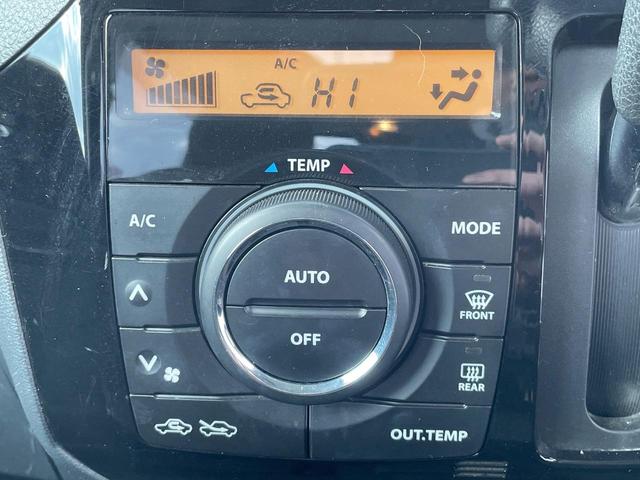 A/C
HI
TEMP
A/C
MODE
AUTO
OFF
FRONT
REAR
OUT.TEMP